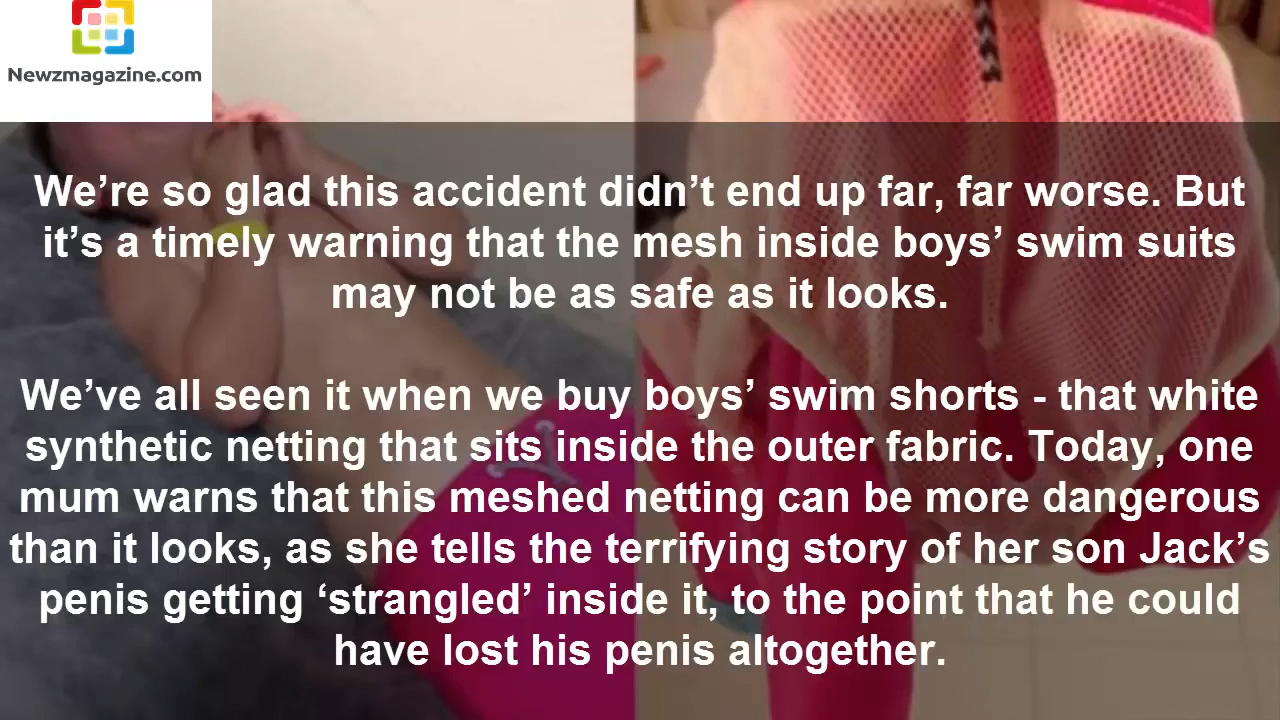 Newzmagazine.com
We’re so glad this accident didn’t end up far, far worse. But
it’s a timely warning that the mesh inside boys’ swim suits
may not be as safe as it looks.
We’ve all seen it when we buy boys’ swim shorts - that white
synthetic netting that sits inside the outer fabric. Today, one
mum warns that this meshed netting can be more dangerous
than it looks, as she tells the terrifying story of her son Jack’s
penis getting ‘strangled’ inside it, to the point that he could
have lost his penis altogether.